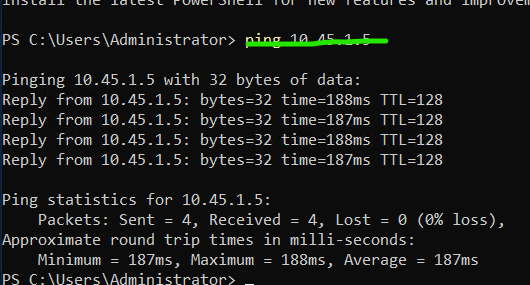 Install the latest PowerShell for new features and improvem
PS C:\Users\Administrator> ping 10.45.1.5
Pinging 10.45.1.5 with 32 bytes of data:
Reply from 10.45.1.5: bytes=32 time=188ms TTL=128
Reply from 10.45.1.5: bytes=32 time=187ms TTL=128
Reply from 10.45.1.5: bytes=32 time=188ms TTL=128
Reply from 10.45.1.5: bytes=32 time=187ms TTL=128
Ping statistics for 10.45.1.5:
Packets: Sent = 4, Received = 4, Lost = 0 (0% loss),
Approximate round trip times in milli-seconds:
Minimum = 187ms, Maximum = 188ms, Average = 187ms
PS C:\Users\Administrator>